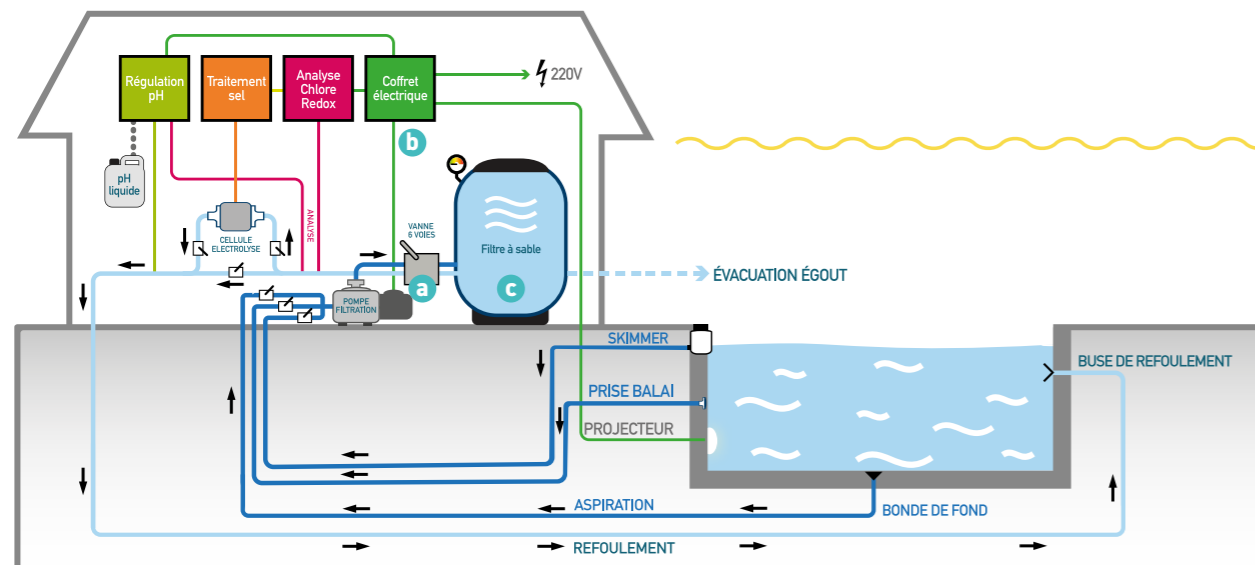 Régulation
pH
Traitement
sel
Analyse
Chlore
Redox
Coffret
électrique
220V
b
pH
liquide
CELLULE
ELECTROLYSE
ANALYSE
VANNE
6 VOIES
a
Filtre à sable
c
POMPE
FILTRATION
ÉVACUATION ÉGOUT
SKIMMER
PRISE BALAI
PROJECTEUR
BUSE DE REFOULEMENT
ASPIRATION
BONDE DE FOND
REFOULEMENT